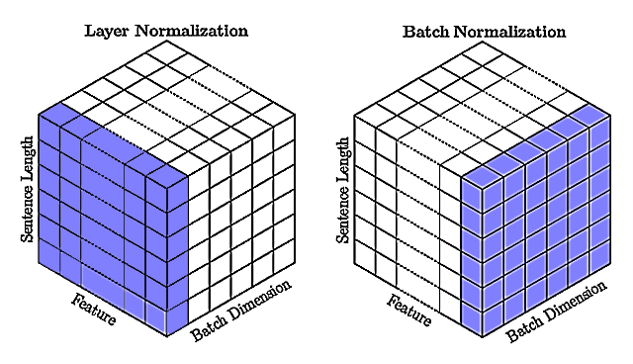 Layer Normalization
Batch Normalization
Sentence Length
Feature
Batch Dimension
Sentence Length
Feature
Batch Dimension